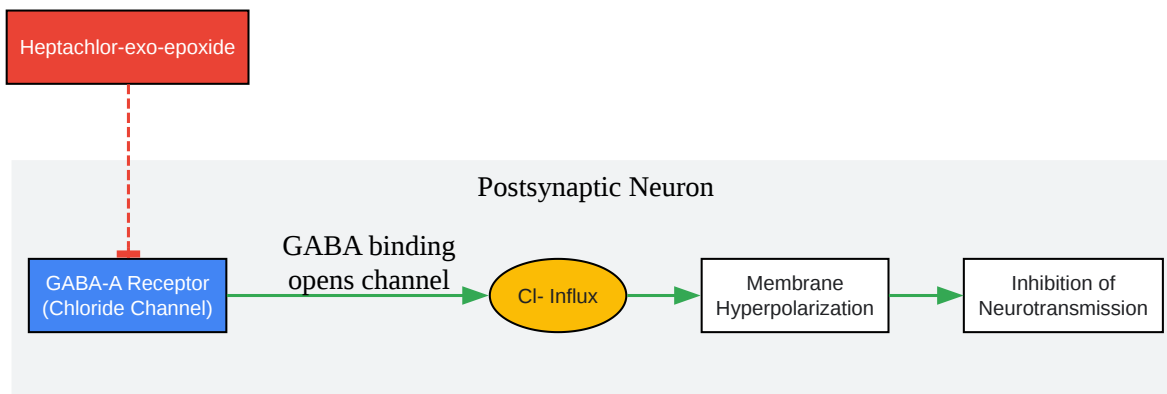 Heptachlor-exo-epoxide
Postsynaptic Neuron
GABA binding
opens channel
GABA-A Receptor
(Chloride Channel)
Cl- Influx
Membrane
Hyperpolarization
Inhibition of
Neurotransmission